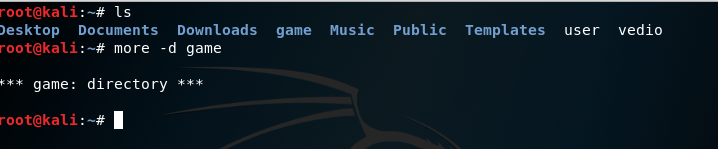 root@kali:~# ls
Desktop Documents Downloads game Music Public Templates user vedio
root@kali:~# more -d game
*** game: directory ***
root@kali:~#